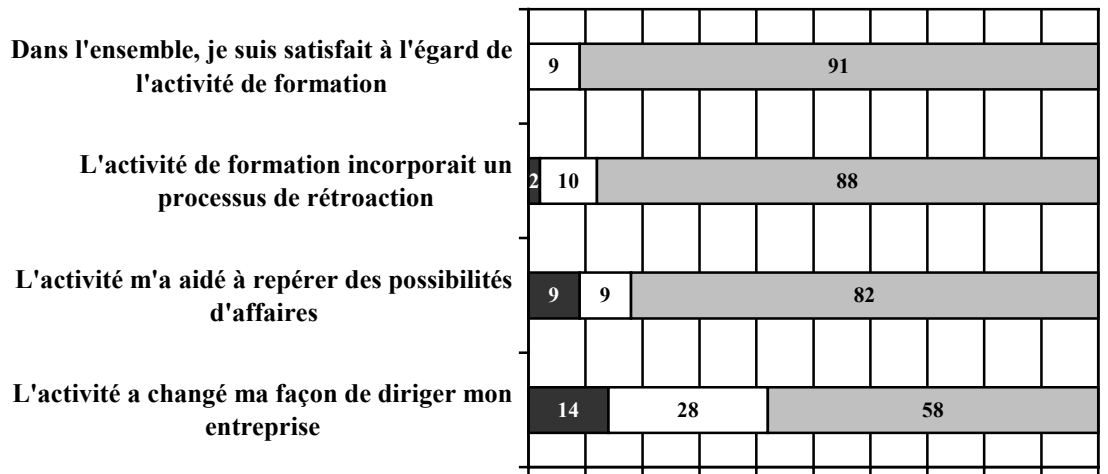 Dans l'ensemble, je suis satisfait à l'égard de
l'activité de formation
9 91
L'activité de formation incorporait un
processus de rétroaction
2 10 88
L'activité m'a aidé à repérer des possibilités
d'affaires
9 9 82
L'activité a changé ma façon de diriger mon
entreprise
14 28 58